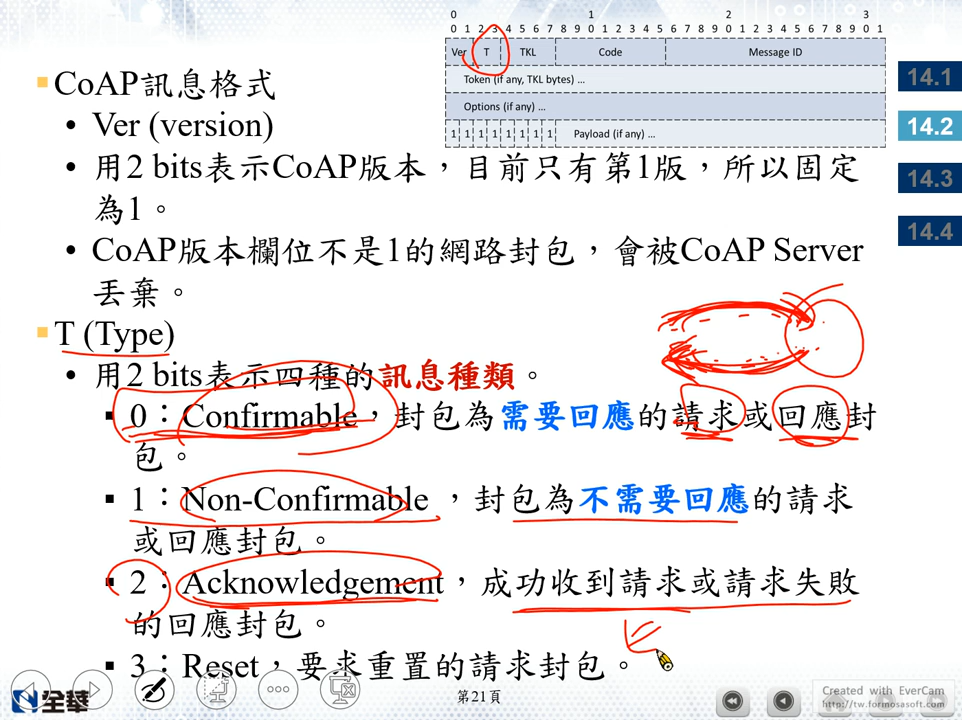 0 1 2 3
0 1 2 3 4 5 6 7 8 9 0 1 2 3 4 5 6 7 8 9 0 1 2 3 4 5 6 7 8 9 0 1
Ver T TKL Code Message ID
Token (if any, TKL bytes) ...
Options (if any) ...
1 1 1 1 1 1 1 1 Payload (if any) ...
14.1
14.2
14.3
14.4
CoAP訊息格式
• Ver (version)
• 用2 bits表示CoAP版本，目前只有第1版，所以固定
為1。
• CoAP版本欄位不是1的網路封包，會被CoAP Server
丟棄。
T (Type)
• 用2 bits表示四種的訊息種類。
▪ 0：Confirmable，封包為需要回應的請求或回應封
包。
▪ 1：Non-Confirmable ，封包為不需要回應的請求
或回應封包。
▪ 2：Acknowledgement，成功收到請求或請求失敗
的回應封包。
▪ 3：Reset，要求重置的請求封包。
全華
第21頁
Created with EverCam
http://tw.formosasoft.com